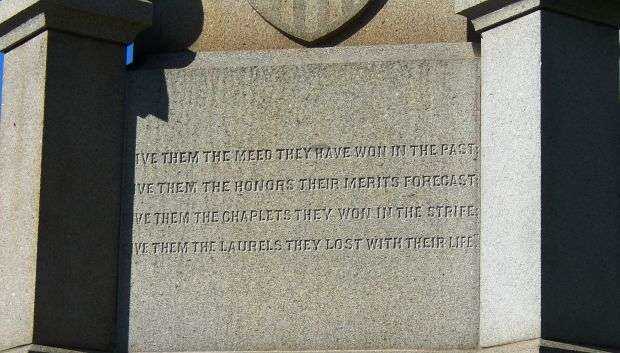 IVE THEM THE MEED THEY HAVE WON IN THE PAST;
IVE THEM THE HONORS THEIR MERITS FORECAST;
VE THEM THE CHAPLETS THEY WON IN THE STRIFE;
VE THEM THE LAURELS THEY LOST WITH THEIR LIFE.